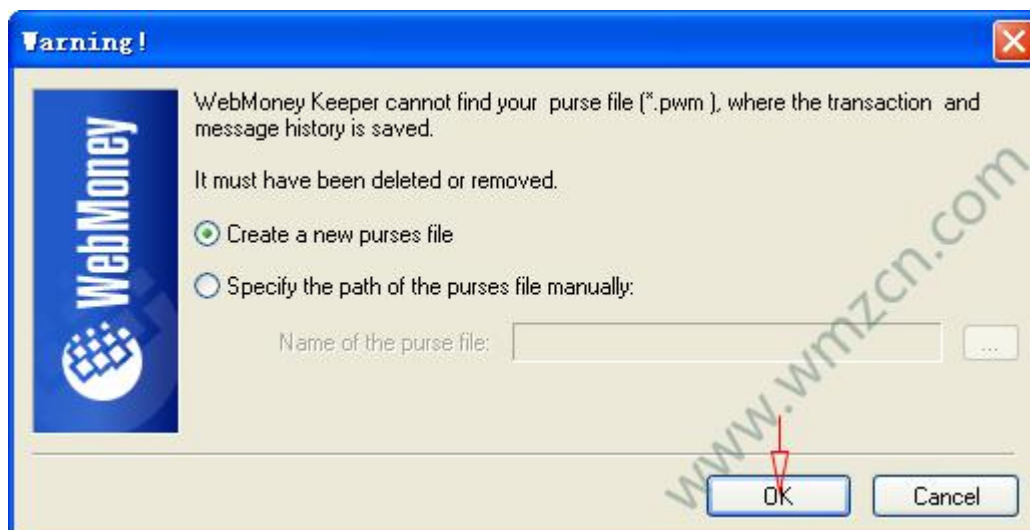 Warning!
WebMoney
WebMoney Keeper cannot find your purse file (*.pwm ), where the transaction and
message history is saved.
It must have been deleted or removed.
Create a new purses file
Specify the path of the purses file manually:
Name of the purse file:
...
www.wmzcn.com
OK
Cancel